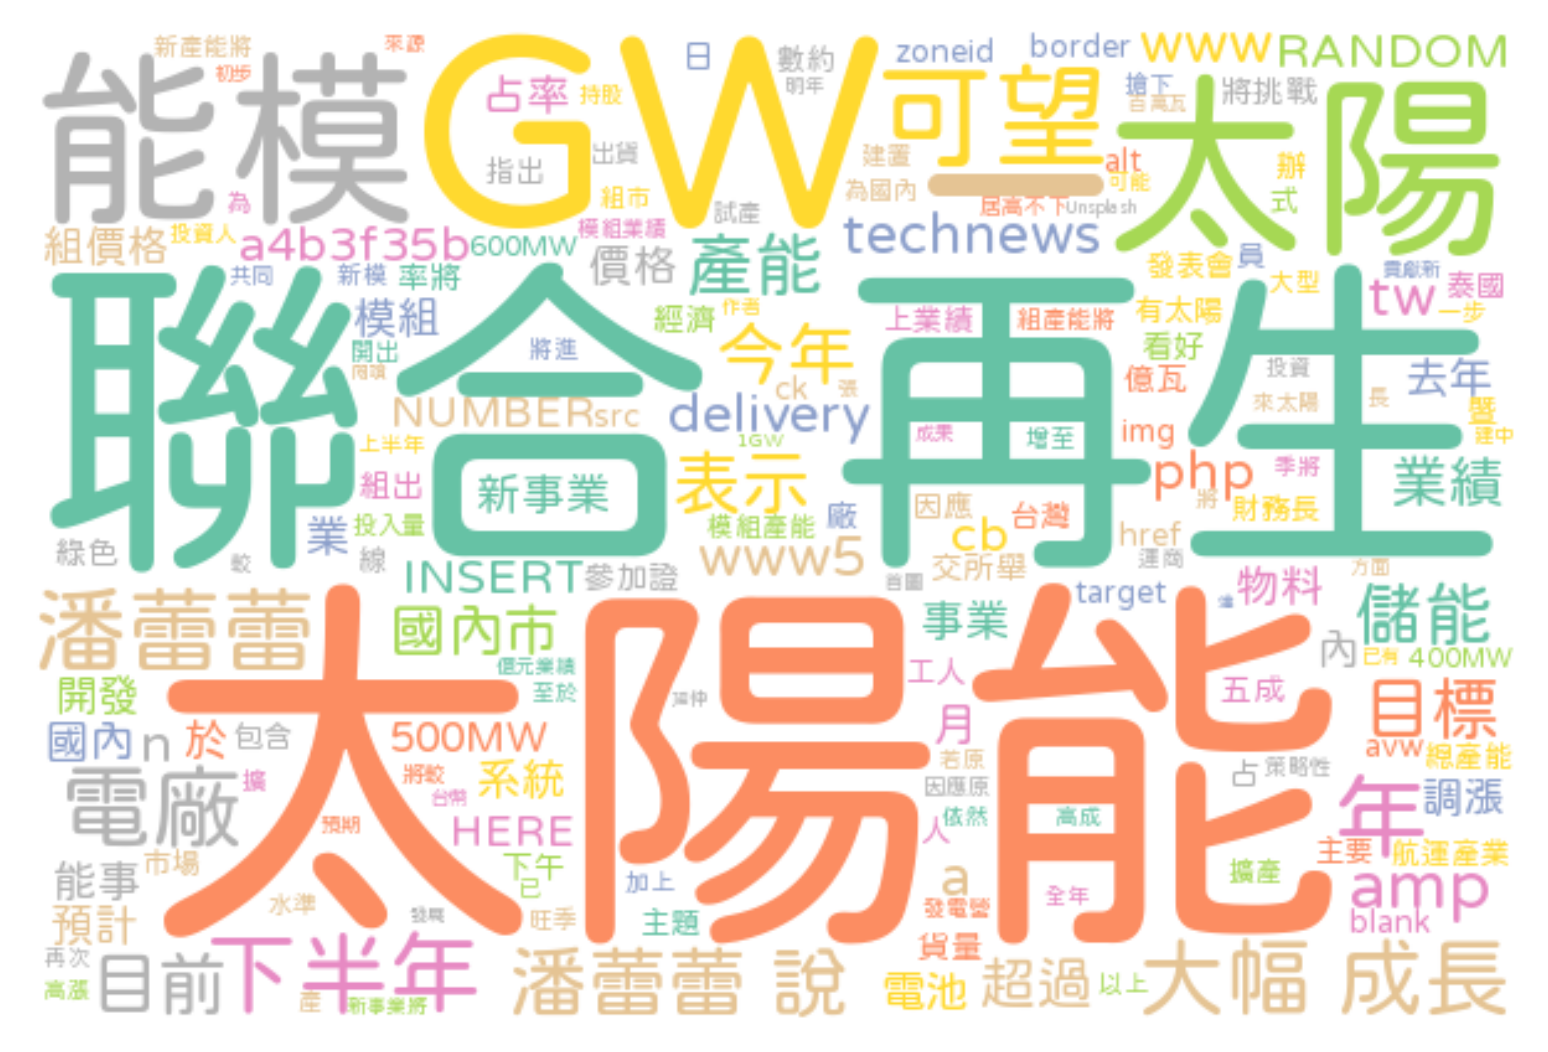 新產能將
來源
初步
能模
GW
日
數約
明年
zoneid
border
www
RANDOM
占率
持股
可望
搶下
百萬瓦
將挑戰
太陽
指出
出貨
建置
alt
辦
為國內
可能
式
為
組市
試產
居高不下
Unsplash
組價格
投資人
a4b3f35b
600MW
模組業績
價格
產能
technews
發表會
員
共同
新模
率將
大型
貢獻新
tw
泰國
聯合再生
模組
經濟
作者
上業績
組產能將
有太陽
一步
開出
將進
今年
看好
投資
去年
億瓦
ck
張
來太陽
長
暨
NUMBER
src
delivery
建中
上半年
1GW
成果
增至
img
組出
新事業
表示
php
季將
業績
將
業
投入量
模組產能
廠
因應
台灣
財務長
綠色
較
線
www5
cb
href
交所舉
運商
方面
INSERT
參加證
首圖
target
物料
潘蕾蕾
國內市
事業
儲能
內
已有
400MW
太陽能
還元業績
開發
至於
工人
五成
目標
國內
n
於
包含
500MW
月
avw
總產能
若原
占
策略性
電廠
擴
將較
系統
因應原
台幣
年
調漲
預期
HERE
人
依然
高成
主要
航運產業
能事
市場
下午
已
加上
a
擴產
amp
全年
預計
水準
發展
旺季
主題
發電營
blank
再次
目前
下半年
潘蕾蕾 說
貨量
大幅 成長
高漲
產
新事業將
電池
超過
以上